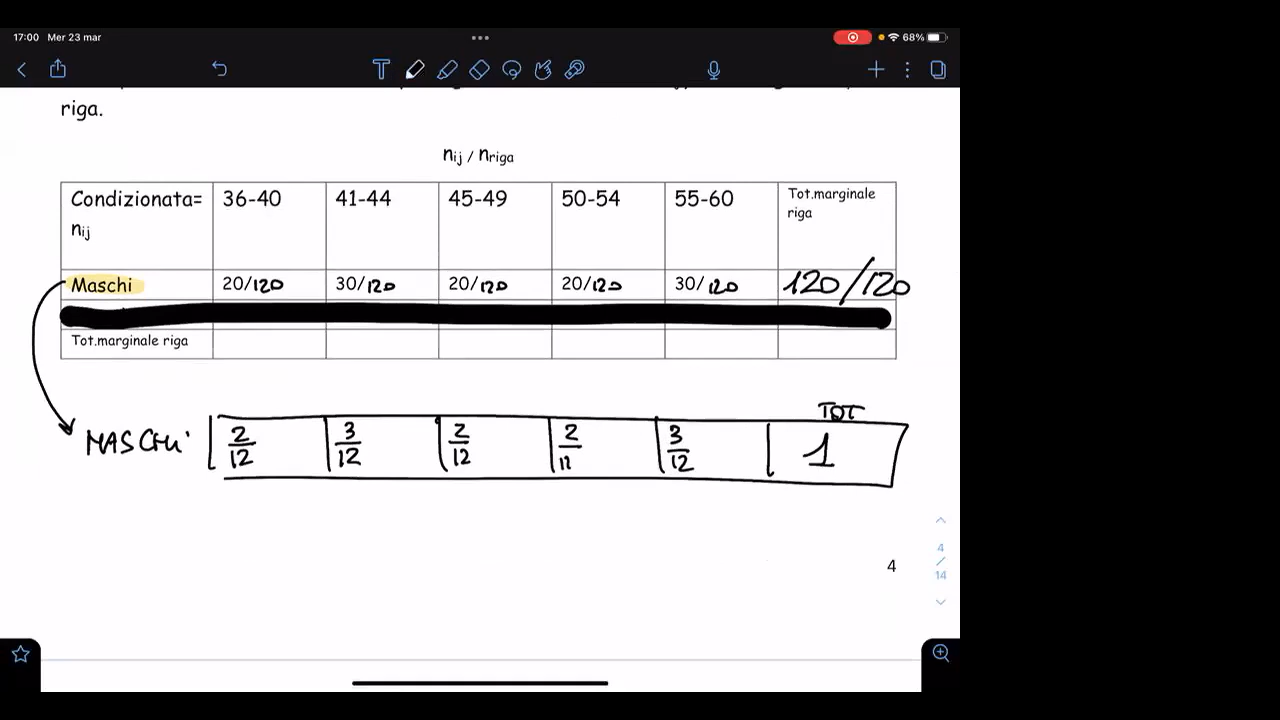 17:00 Mer 23 mar
68%
riga.
nij / nriga
Condizionata= nij 36-40 41-44 45-49 50-54 55-60 Tot.marginale riga
Maschi 20/120 30/120 20/120 20/120 30/120 120/120
Tot.marginale riga
TOT
MASCHI 2/12 3/12 2/12 2/12 3/12 1
4
4
/
14